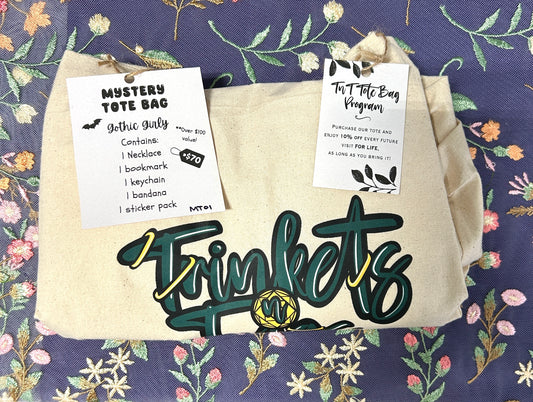 MYSTERY
TOTE BAG
Gothic Girly
**Over $100
value!
Contains:
1 Necklace
1 bookmark
1 keychain
1 bandana
1 sticker pack
*$70
MT01
TnT Tote Bag
Program
PURCHASE OUR TOTE AND
ENJOY 10% OFF EVERY FUTURE
VISIT FOR LIFE,
AS LONG AS YOU BRING IT!
Trinkets
n